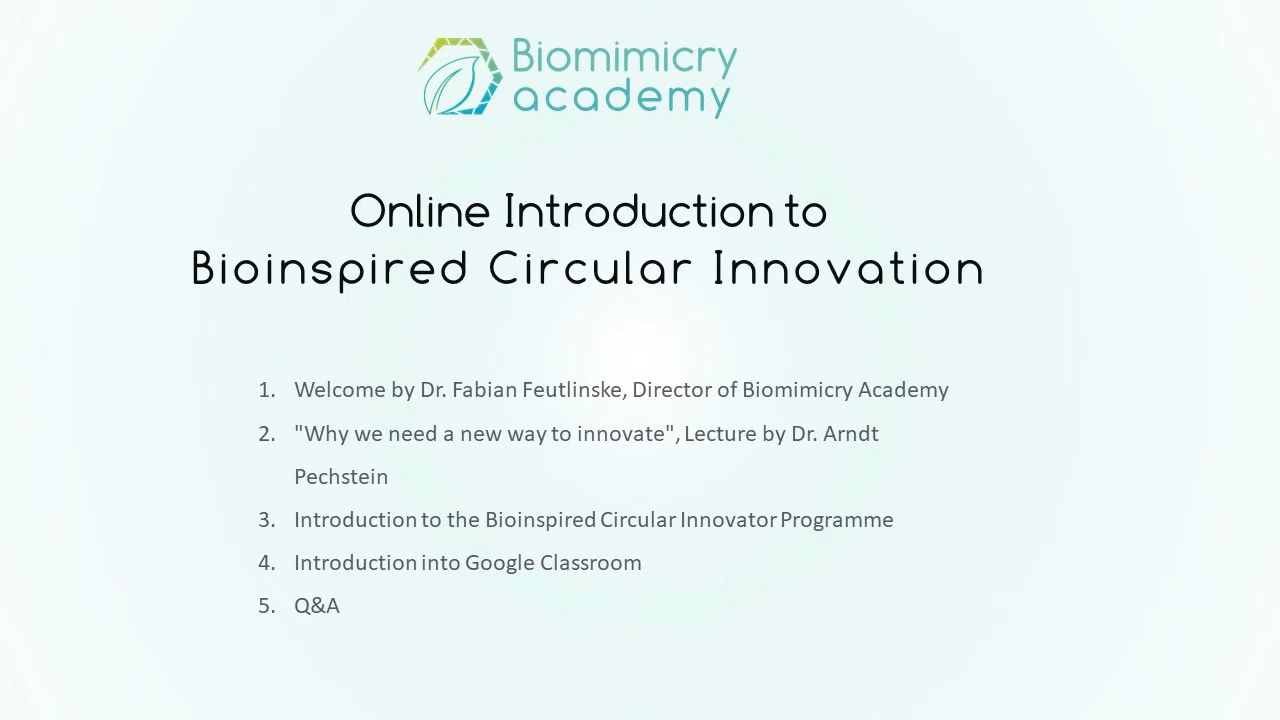 Biomimicry
academy
Online Introduction to
Bioinspired Circular Innovation
1. Welcome by Dr. Fabian Feutlinske, Director of Biomimicry Academy
2. "Why we need a new way to innovate", Lecture by Dr. Arndt
Pechstein
3. Introduction to the Bioinspired Circular Innovator Programme
4. Introduction into Google Classroom
5. Q&A